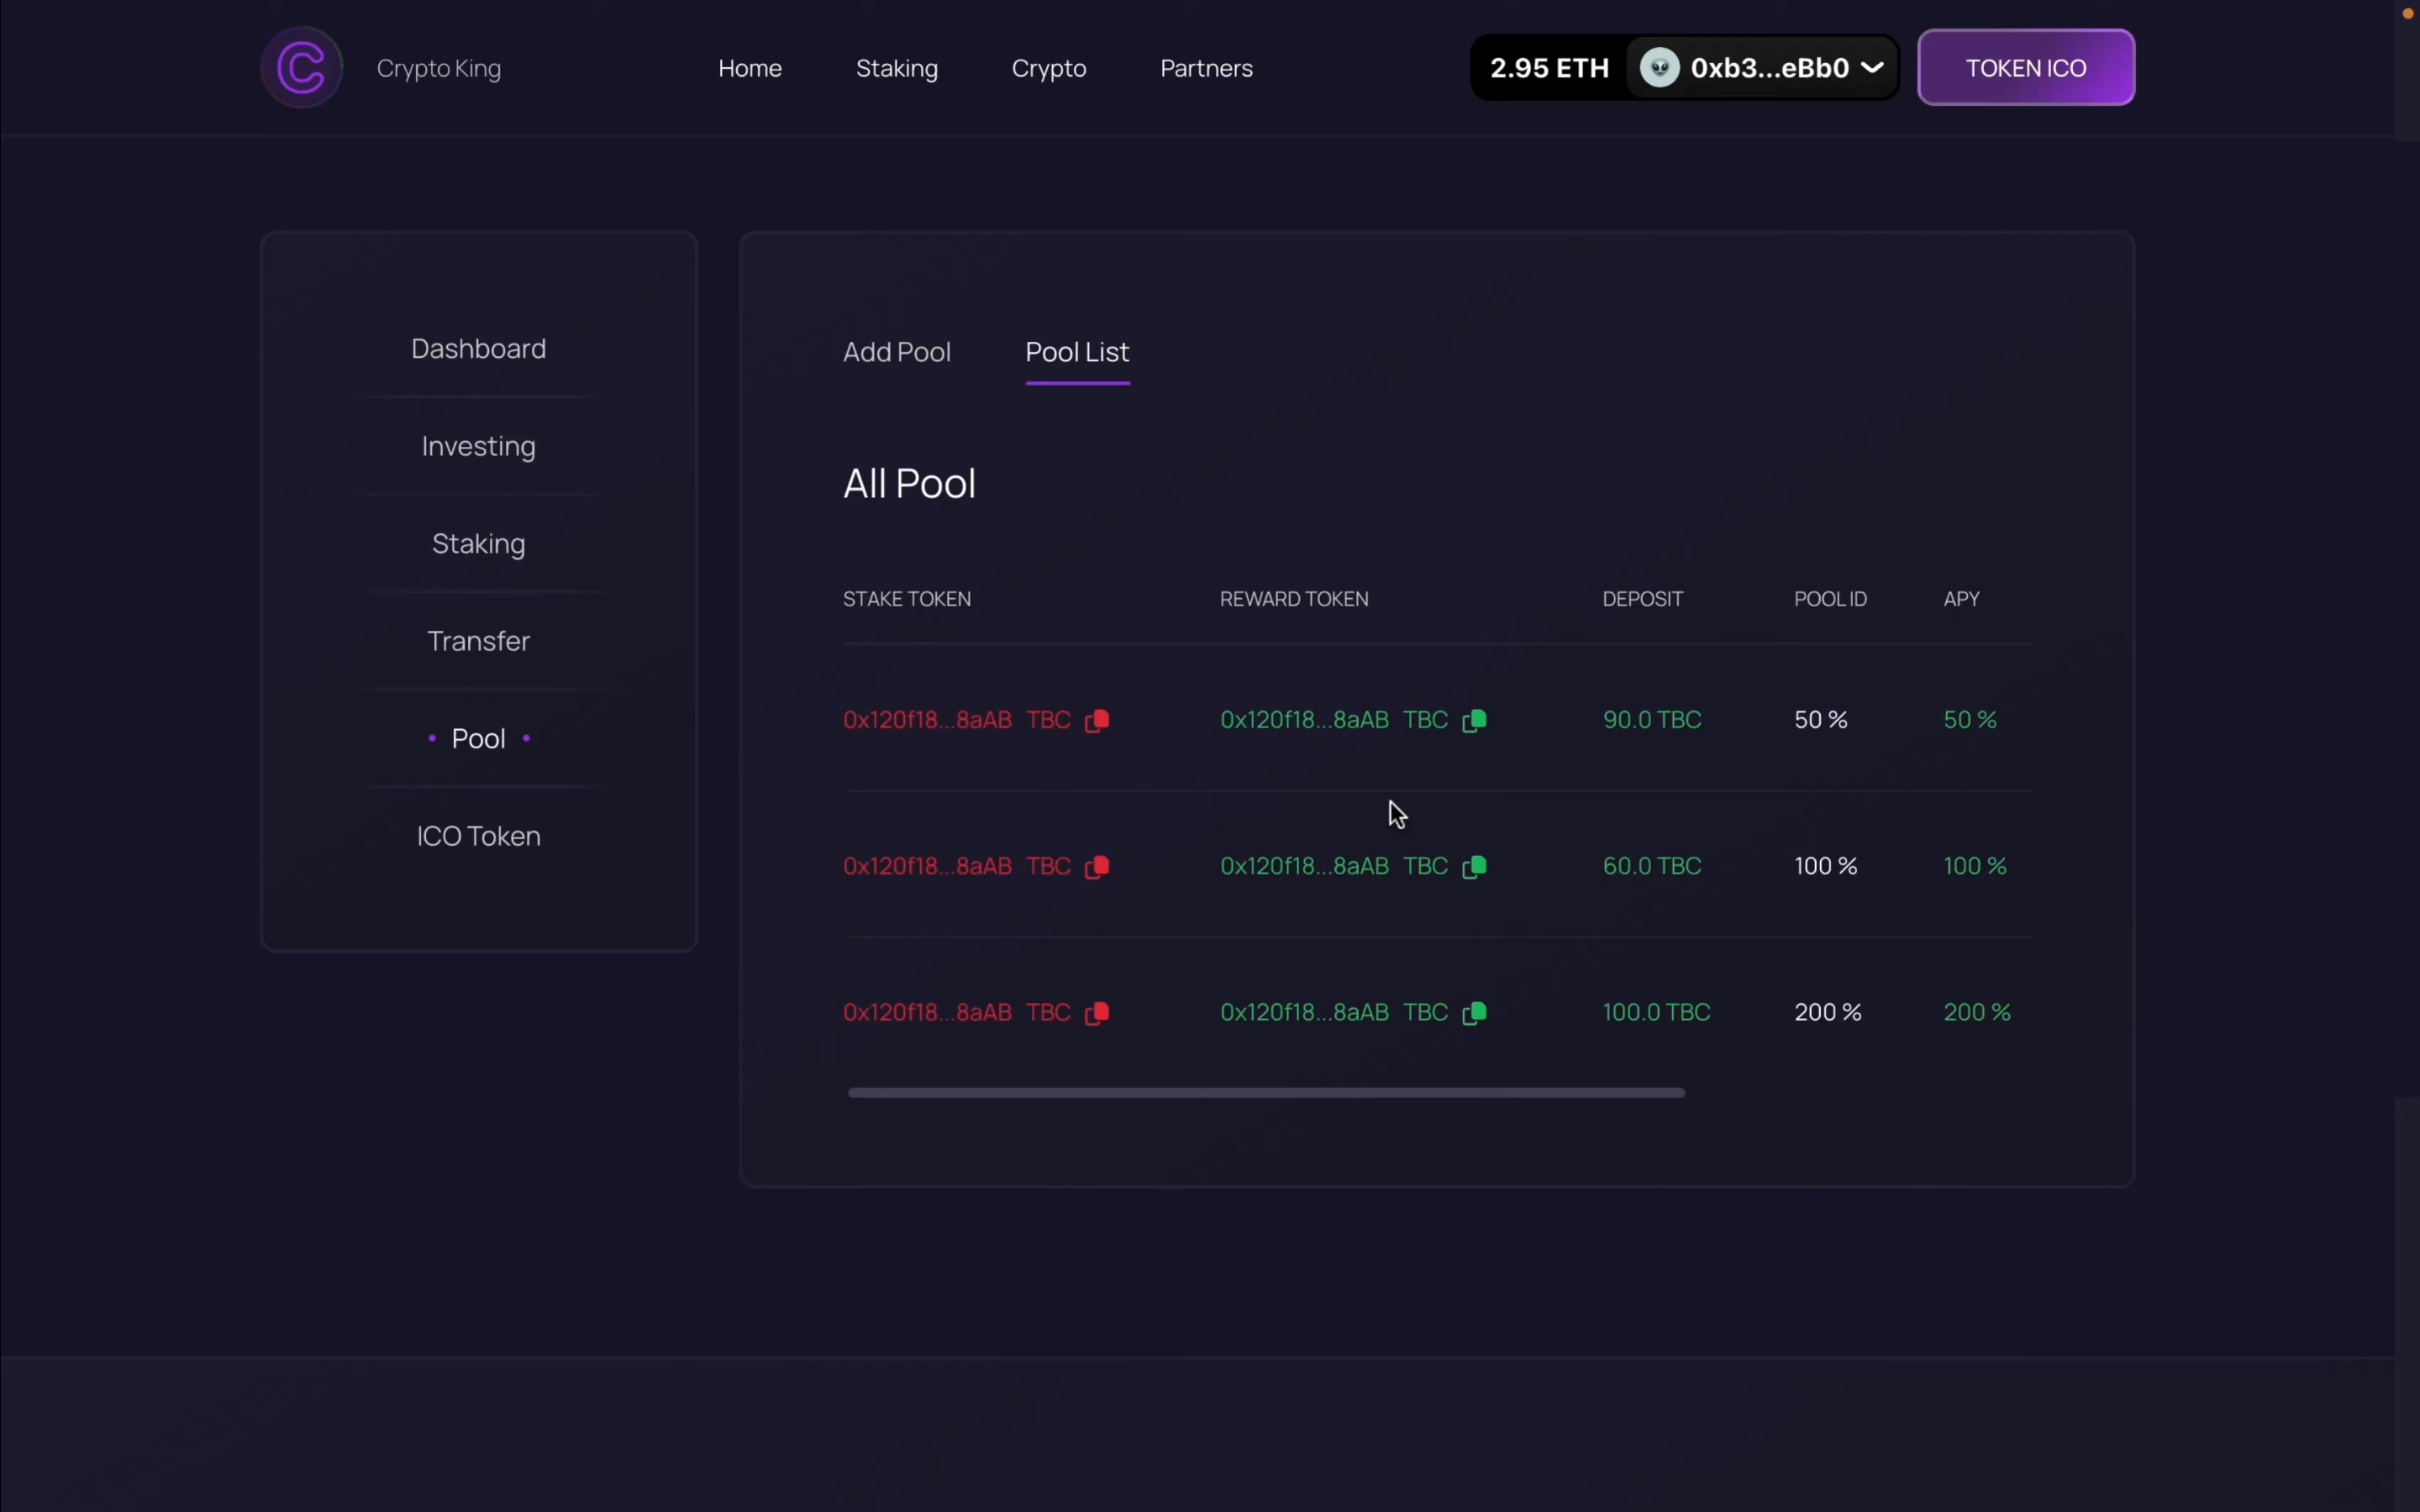 Crypto King
Home Staking Crypto Partners
2.95 ETH 0xb3...eBb0 TOKEN ICO
Dashboard
Investing
Staking
Transfer
Pool
ICO Token
Add Pool Pool List
All Pool
STAKE TOKEN REWARD TOKEN DEPOSIT POOL ID APY
0x120f18...8aAB TBC 0x120f18...8aAB TBC 90.0 TBC 50 % 50 %
0x120f18...8aAB TBC 0x120f18...8aAB TBC 60.0 TBC 100 % 100 %
0x120f18...8aAB TBC 0x120f18...8aAB TBC 100.0 TBC 200 % 200 %